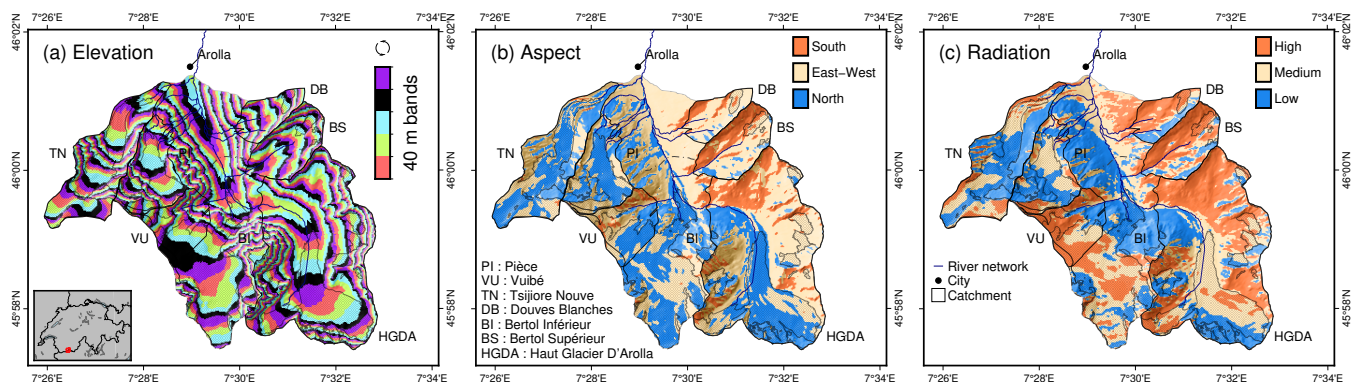 7°26'E 7°28'E 7°30'E 7°32'E 7°34'E
7°26'E 7°28'E 7°30'E 7°32'E 7°34'E
7°26'E 7°28'E 7°30'E 7°32'E 7°34'E
46°02'N
46°00'N
45°58'N
(a) Elevation
Arolla
40 m bands
DB
BS
TN
PI
VU
BI
HGDA
7°26'E 7°28'E 7°30'E 7°32'E 7°34'E
46°02'N
46°00'N
45°58'N
(b) Aspect
Arolla
South
East–West
North
DB
BS
TN
PI
VU
BI
HGDA
PI : Pièce
VU : Vuibé
TN : Tsijiore Nouve
DB : Douves Blanches
BI : Bertol Inférieur
BS : Bertol Supérieur
HGDA : Haut Glacier D'Arolla
7°26'E 7°28'E 7°30'E 7°32'E 7°34'E
46°02'N
46°00'N
45°58'N
(c) Radiation
Arolla
High
Medium
Low
DB
BS
TN
PI
VU
BI
HGDA
River network
City
Catchment
7°26'E 7°28'E 7°30'E 7°32'E 7°34'E
46°02'N
46°00'N
45°58'N